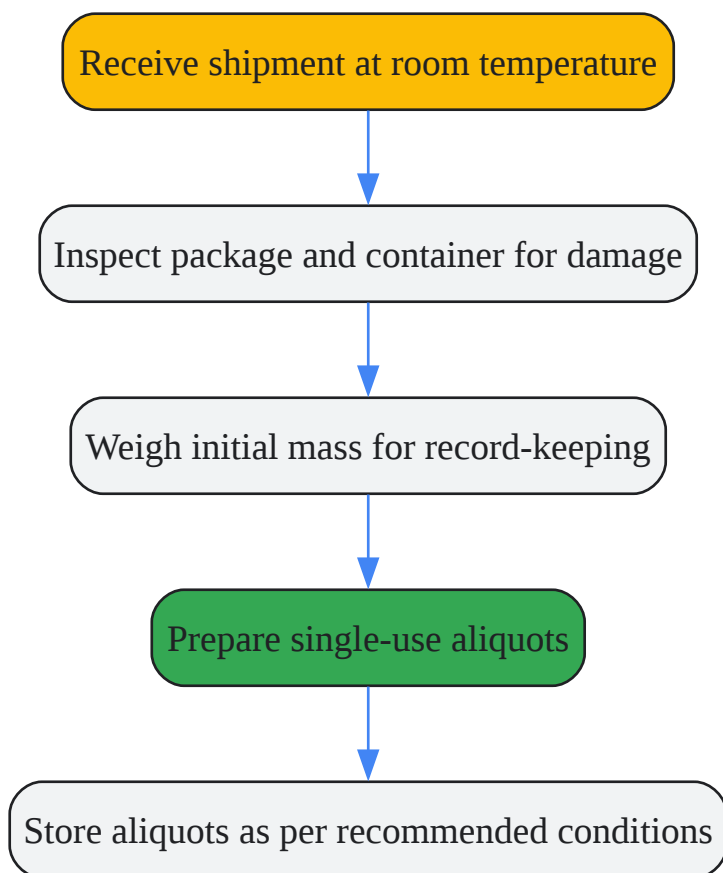 Receive shipment at room temperature
Inspect package and container for damage
Weigh initial mass for record-keeping
Prepare single-use aliquots
Store aliquots as per recommended conditions